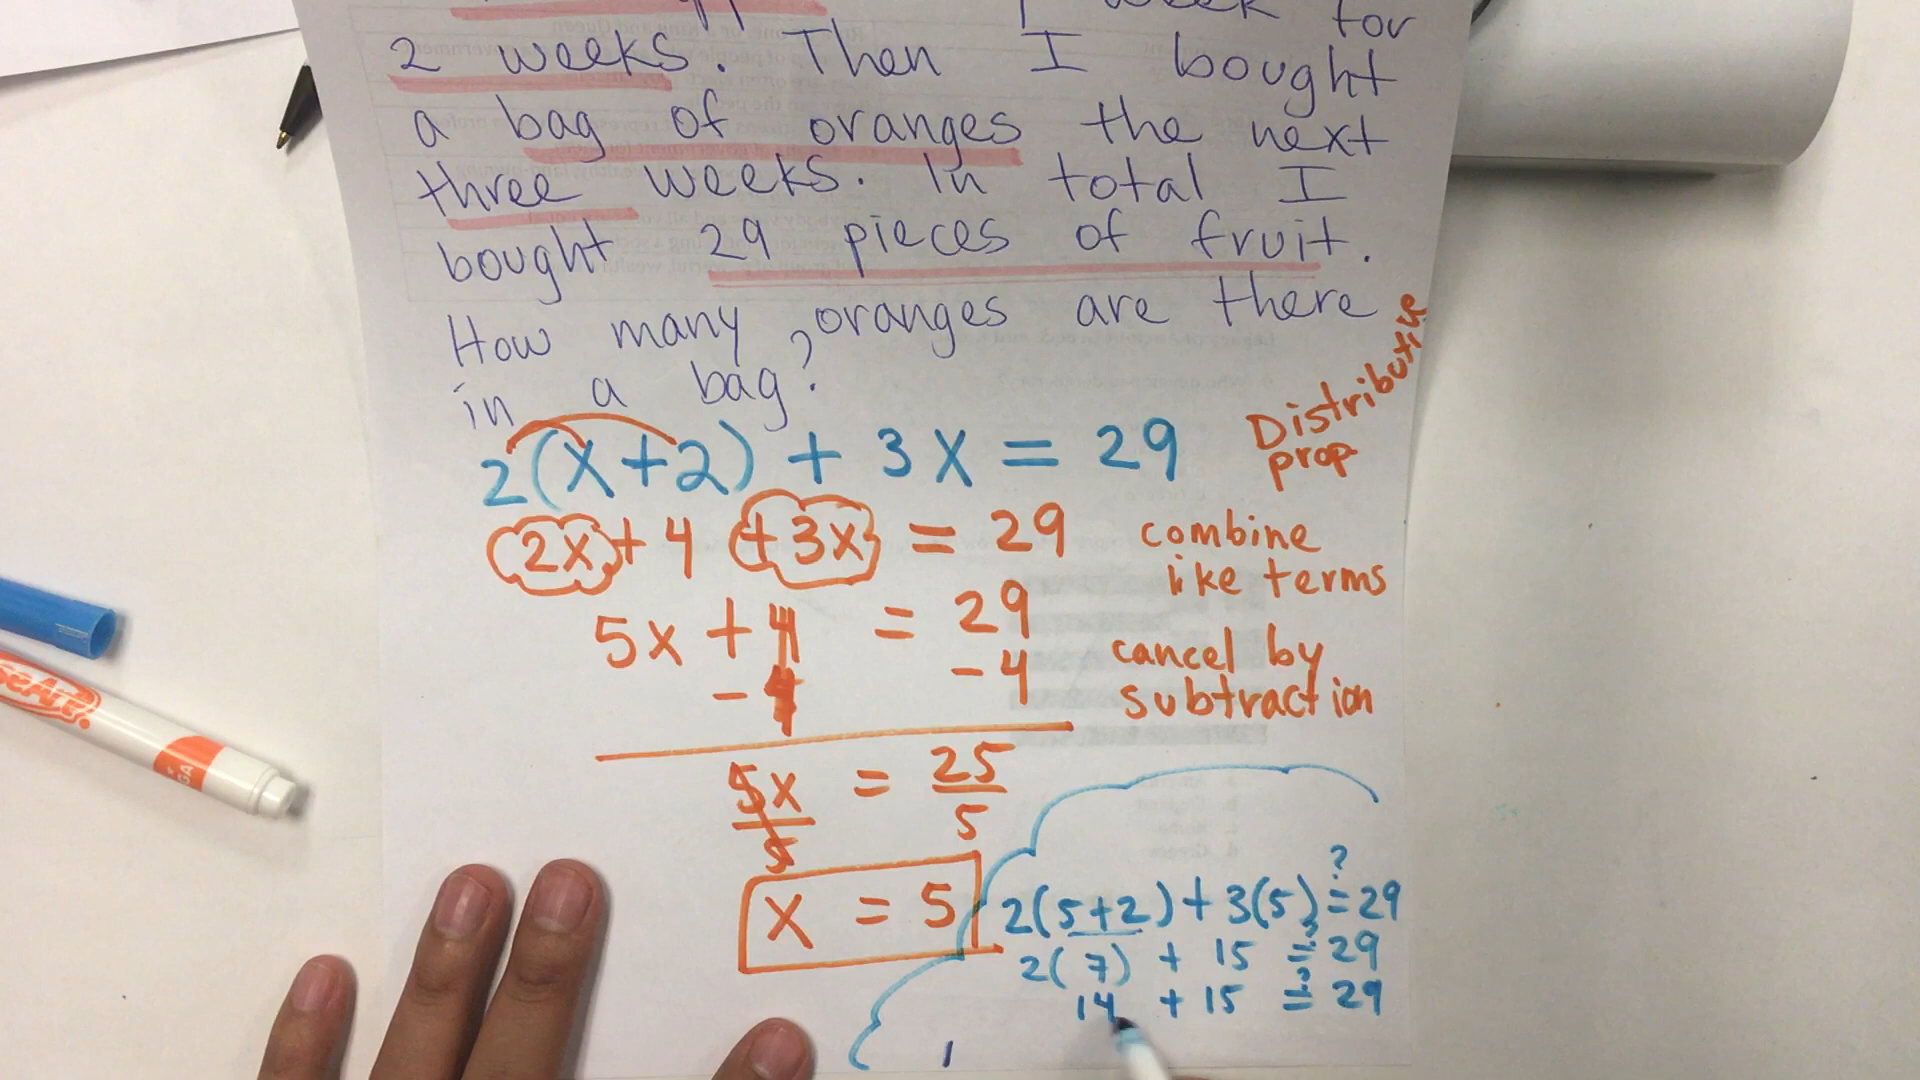 week for
2 weeks. Then I bought
a bag of oranges the next
three weeks. In total I
bought 29 pieces of fruit.
How many oranges are there
in a bag?
2(x+2) + 3x = 29
Distributive
prop
2x + 4 + 3x = 29
combine
like terms
5x + 4 = 29
- 4 - 4
cancel by
subtraction
5x = 25
5 5
x = 5
?
2(5+2) + 3(5) = 29
?
2(7) + 15 = 29
?
14 + 15 = 29